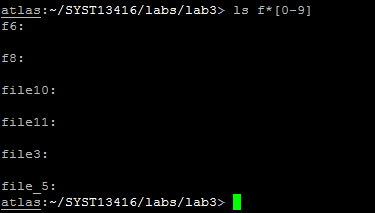 atlas:~/SYST13416/labs/lab3> ls f*[0-9]
f6:
f8:
file10:
file11:
file3:
file_5:
atlas:~/SYST13416/labs/lab3>